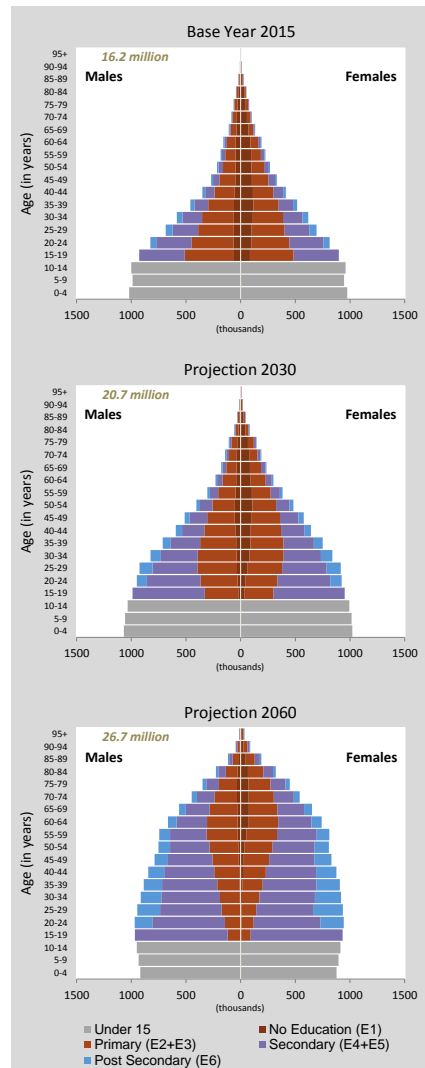 Base Year 2015
16.2 million
Males
Females
Age (in years)
95+
90-94
85-89
80-84
75-79
70-74
65-69
60-64
55-59
50-54
45-49
40-44
35-39
30-34
25-29
20-24
15-19
10-14
5-9
0-4
1500 1000 500 0 500 1000 1500
(thousands)
Projection 2030
20.7 million
Males
Females
Age (in years)
95+
90-94
85-89
80-84
75-79
70-74
65-69
60-64
55-59
50-54
45-49
40-44
35-39
30-34
25-29
20-24
15-19
10-14
5-9
0-4
1500 1000 500 0 500 1000 1500
(thousands)
Projection 2060
26.7 million
Males
Females
Age (in years)
95+
90-94
85-89
80-84
75-79
70-74
65-69
60-64
55-59
50-54
45-49
40-44
35-39
30-34
25-29
20-24
15-19
10-14
5-9
0-4
1500 1000 500 0 500 1000 1500
(thousands)
Under 15
No Education (E1)
Primary (E2+E3)
Secondary (E4+E5)
Post Secondary (E6)